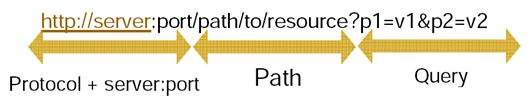 http://server:port/path/to/resource?p1=v1&p2=v2
Protocol + server:port Path Query